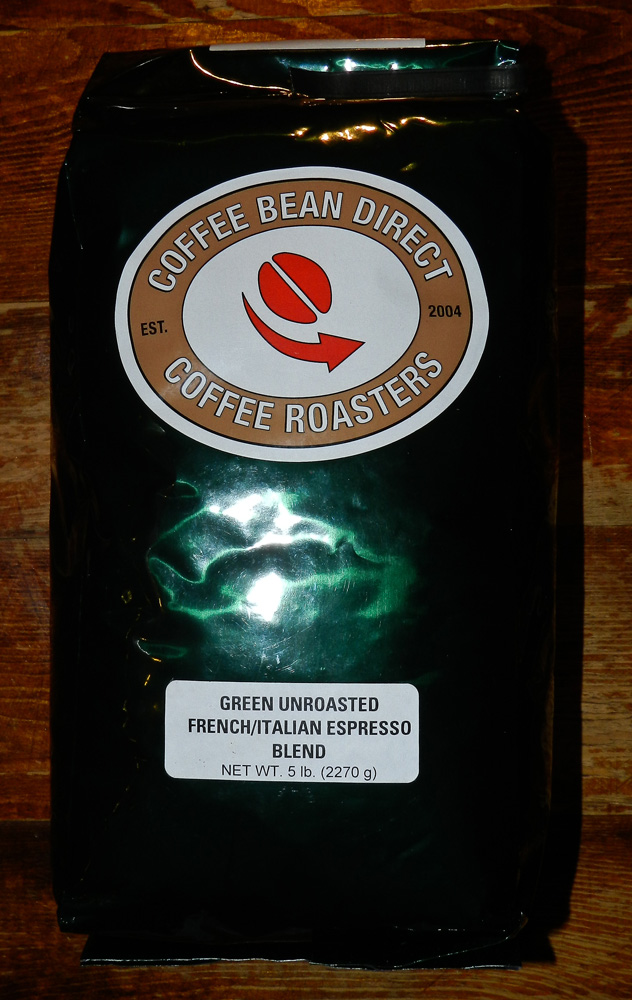 COFFEE BEAN DIRECT
EST.
2004
COFFEE ROASTERS
GREEN UNROASTED
FRENCH/ITALIAN ESPRESSO
BLEND
NET WT. 5 lb. (2270 g)